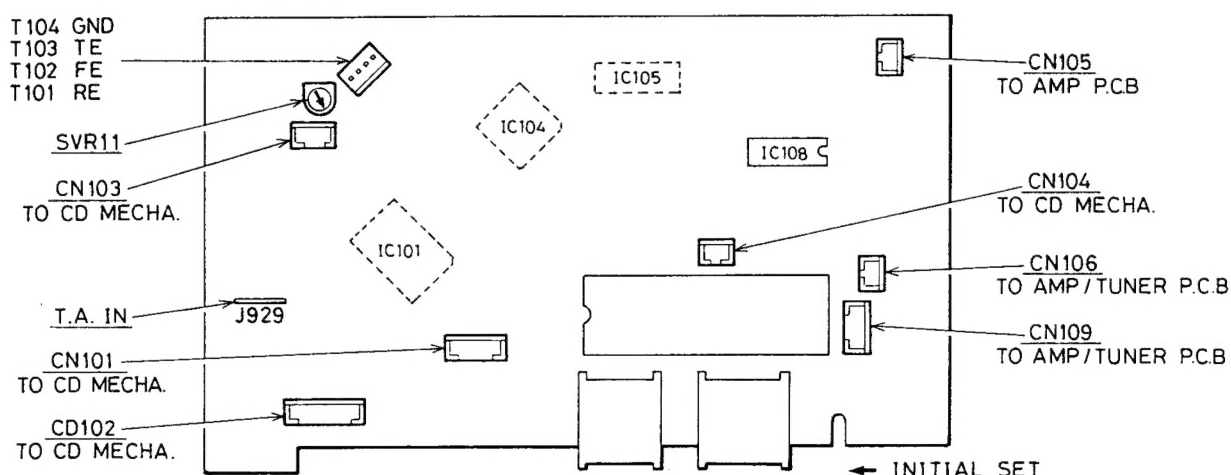 T104 GND
T103 TE
T102 FE
T101 RE
SVR11
CN103
TO CD MECHA.
T.A. IN
J929
CN101
TO CD MECHA.
CD102
TO CD MECHA.
IC101
IC104
IC105
IC108
CN105
TO AMP P.C.B
CN104
TO CD MECHA.
CN106
TO AMP/TUNER P.C.B
CN109
TO AMP/TUNER P.C.B
← INITIAL SET